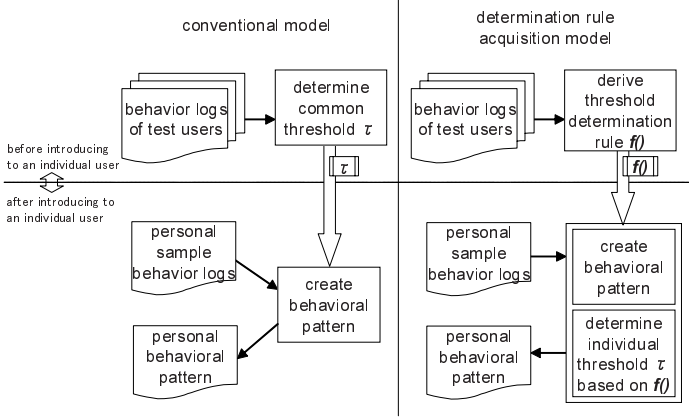 conventional model
determination rule
acquisition model
behavior logs
of test users
determine
common
threshold τ
behavior logs
of test users
derive
threshold
determination
rule f()
before introducing
to an individual user
τ
f()
after introducing to
an individual user
personal
sample
behavior logs
create
behavioral
pattern
personal
behavioral
pattern
personal
sample
behavior logs
create
behavioral
pattern
determine
individual
threshold τ
based on f()
personal
behavioral
pattern